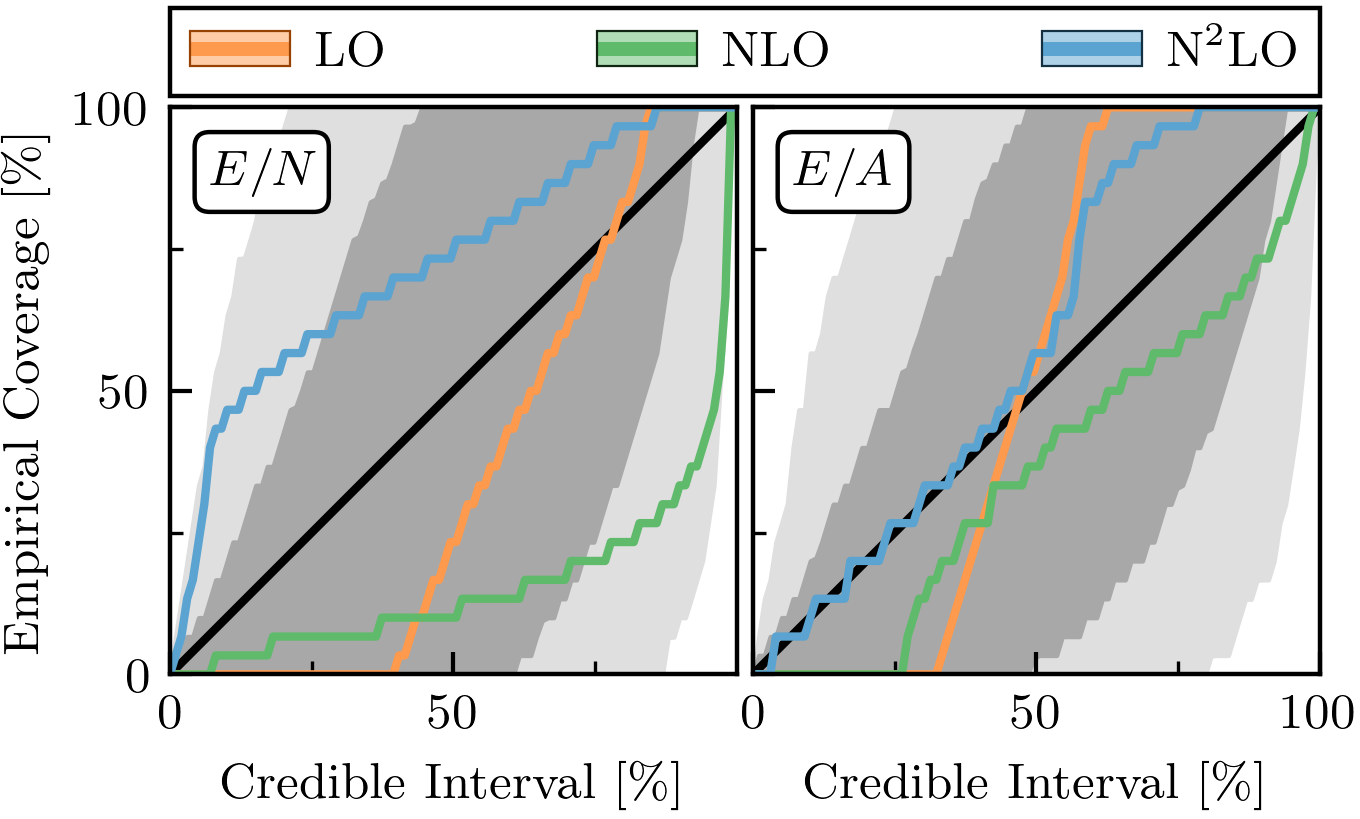 LO NLO N²LO
E/N E/A
Empirical Coverage [%]
100
50
0
0 50 0 50 100
Credible Interval [%] Credible Interval [%]